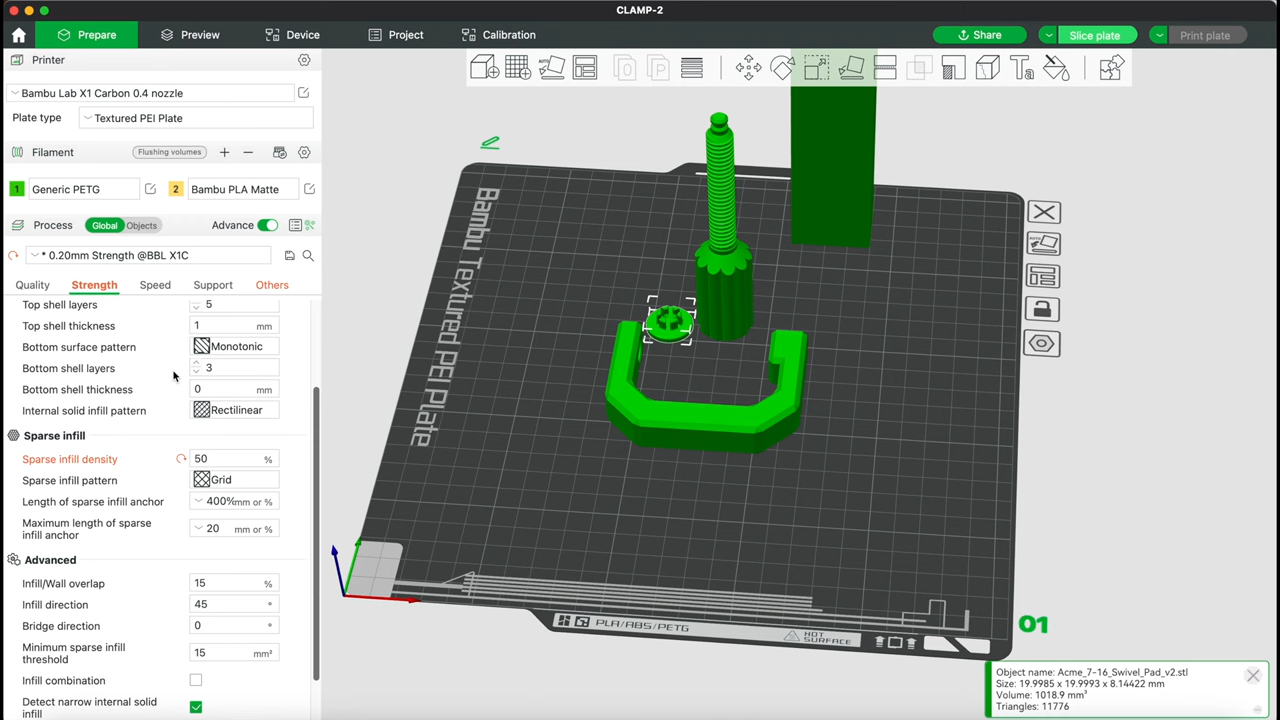 CLAMP-2
Prepare
Preview
Device
Project
Calibration
Share
Slice plate
Print plate
Printer
Bambu Lab X1 Carbon 0.4 nozzle
Plate type
Textured PEI Plate
Filament
Flushing volumes
1
Generic PETG
2
Bambu PLA Matte
Process
Global
Objects
Advance
* 0.20mm Strength @BBL X1C
Quality
Strength
Speed
Support
Others
Top shell layers
5
Top shell thickness
1
mm
Bottom surface pattern
Monotonic
Bottom shell layers
3
Bottom shell thickness
0
mm
Internal solid infill pattern
Rectilinear
Sparse infill
Sparse infill density
50
%
Sparse infill pattern
Grid
Length of sparse infill anchor
400%
mm or %
Maximum length of sparse
infill anchor
20
mm or %
Advanced
Infill/Wall overlap
15
%
Infill direction
45
°
Bridge direction
0
°
Minimum sparse infill
threshold
15
mm²
Infill combination
Detect narrow internal solid
infill
Bambu Textured PEI Plate
PLA/ABS/PETG
HOT
SURFACE
01
Object name: Acme_7-16_Swivel_Pad_v2.stl
Size: 19.9985 x 19.9993 x 8.14422 mm
Volume: 1018.9 mm³
Triangles: 11776